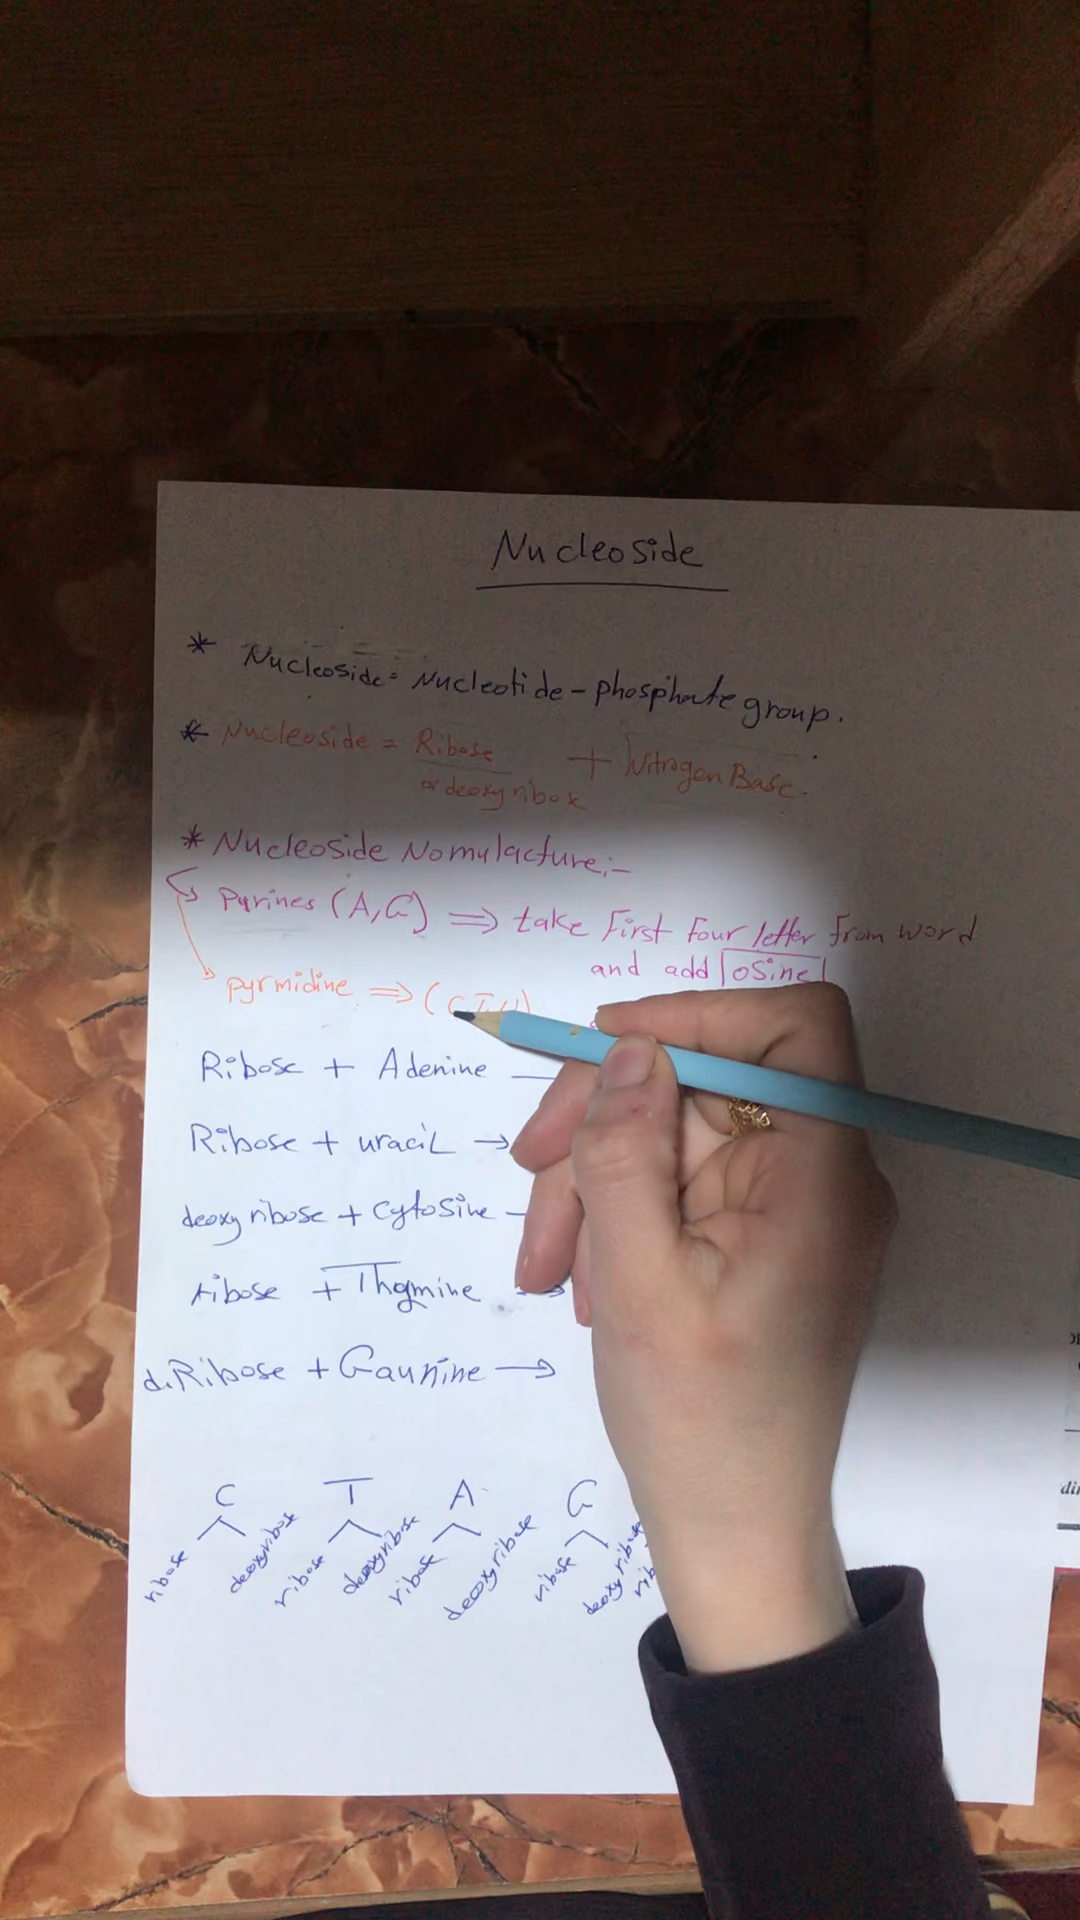 Nucleoside
* Nucleoside = Nucleotide - phosphate group.
* Nucleoside = Ribose + Nitrogen Base.
or deoxy ribose
* Nucleoside Nomulacture:-
Purines (A,G) ⇒ take First Four letter from word
and add osine
pyrmidine ⇒ (C,T,U)
Ribose + Adenine
Ribose + uraciL →
deoxy ribose + Cytosine
ribose + Thymine →
d.Ribose + Gaunine →
C T A G
ribose deoxyribose ribose deoxyribose ribose deoxyribose ribose deoxyribose